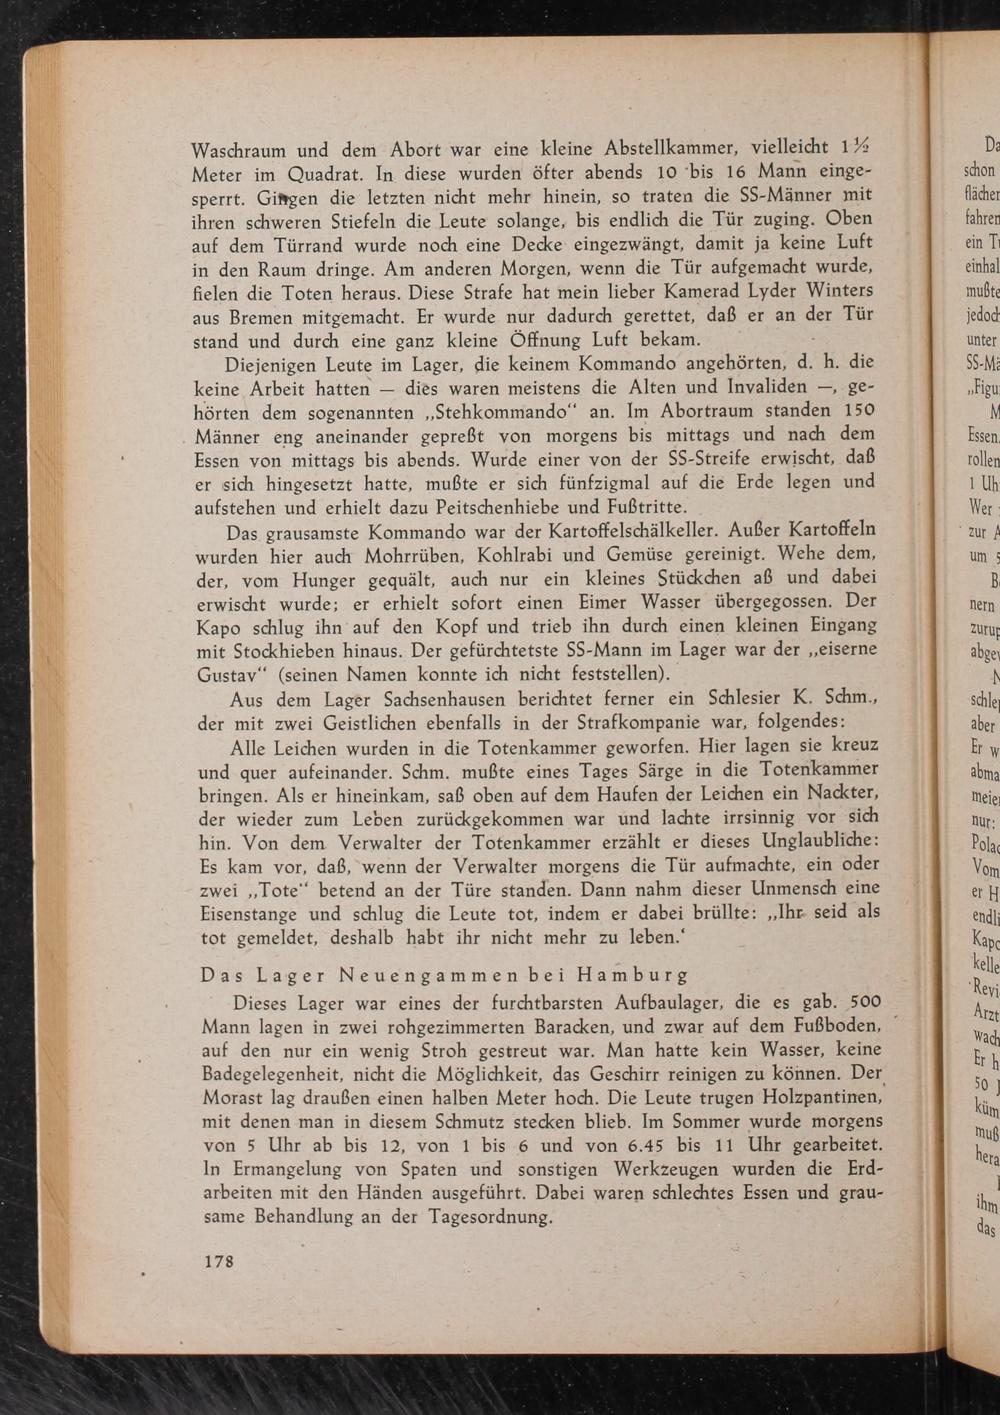 Waschraum und dem Abort war eine kleine Abstellkammer, vielleicht 1½
Meter im Quadrat. In diese wurden öfter abends 10 bis 16 Mann einge-
sperrt. Gingen die letzten nicht mehr hinein, so traten die SS-Männer mit
ihren schweren Stiefeln die Leute solange, bis endlich die Tür zuging. Oben
auf dem Türrand wurde noch eine Decke eingezwängt, damit ja keine Luft
in den Raum dringe. Am anderen Morgen, wenn die Tür aufgemacht wurde,
fielen die Toten heraus. Diese Strafe hat mein lieber Kamerad Lyder Winters
aus Bremen mitgemacht. Er wurde nur dadurch gerettet, daß er an der Tür
stand und durch eine ganz kleine Öffnung Luft bekam.
Diejenigen Leute im Lager, die keinem Kommando angehörten, d. h. die
keine Arbeit hatten — dies waren meistens die Alten und Invaliden —, ge-
hörten dem sogenannten „Stehkommando“ an. Im Abortraum standen 150
Männer eng aneinander gepreßt von morgens bis mittags und nach dem
Essen von mittags bis abends. Wurde einer von der SS-Streife erwischt, daß
er sich hingesetzt hatte, mußte er sich fünfzigmal auf die Erde legen und
aufstehen und erhielt dazu Peitschenhiebe und Fußtritte.
Das grausamste Kommando war der Kartoffelschälkeller. Außer Kartoffeln
wurden hier auch Mohrrüben, Kohlrabi und Gemüse gereinigt. Wehe dem,
der, vom Hunger gequält, auch nur ein kleines Stückchen aß und dabei
erwischt wurde; er erhielt sofort einen Eimer Wasser übergegossen. Der
Kapo schlug ihn auf den Kopf und trieb ihn durch einen kleinen Eingang
mit Stockhieben hinaus. Der gefürchtetste SS-Mann im Lager war der „eiserne
Gustav“ (seinen Namen konnte ich nicht feststellen).
Aus dem Lager Sachsenhausen berichtet ferner ein Schlesier K. Schm.,
der mit zwei Geistlichen ebenfalls in der Strafkompanie war, folgendes:
Alle Leichen wurden in die Totenkammer geworfen. Hier lagen sie kreuz
und quer aufeinander. Schm. mußte eines Tages Särge in die Totenkammer
bringen. Als er hineinkam, saß oben auf dem Haufen der Leichen ein Nackter,
der wieder zum Leben zurückgekommen war und lachte irrsinnig vor sich
hin. Von dem Verwalter der Totenkammer erzählt er dieses Unglaubliche:
Es kam vor, daß, wenn der Verwalter morgens die Tür aufmachte, ein oder
zwei „Tote“ betend an der Türe standen. Dann nahm dieser Unmensch eine
Eisenstange und schlug die Leute tot, indem er dabei brüllte: „Ihr seid als
tot gemeldet, deshalb habt ihr nicht mehr zu leben.‘
Das Lager Neuengammen bei Hamburg
Dieses Lager war eines der furchtbarsten Aufbaulager, die es gab. 500
Mann lagen in zwei rohgezimmerten Baracken, und zwar auf dem Fußboden,
auf den nur ein wenig Stroh gestreut war. Man hatte kein Wasser, keine
Badegelegenheit, nicht die Möglichkeit, das Geschirr reinigen zu können. Der
Morast lag draußen einen halben Meter hoch. Die Leute trugen Holzpantinen,
mit denen man in diesem Schmutz stecken blieb. Im Sommer wurde morgens
von 5 Uhr ab bis 12, von 1 bis 6 und von 6.45 bis 11 Uhr gearbeitet.
In Ermangelung von Spaten und sonstigen Werkzeugen wurden die Erd-
arbeiten mit den Händen ausgeführt. Dabei waren schlechtes Essen und grau-
same Behandlung an der Tagesordnung.
178
schon
unter
Essen.
Wer
zur
um
nern
aber
Er
nur:
Vom
er
ihm
das